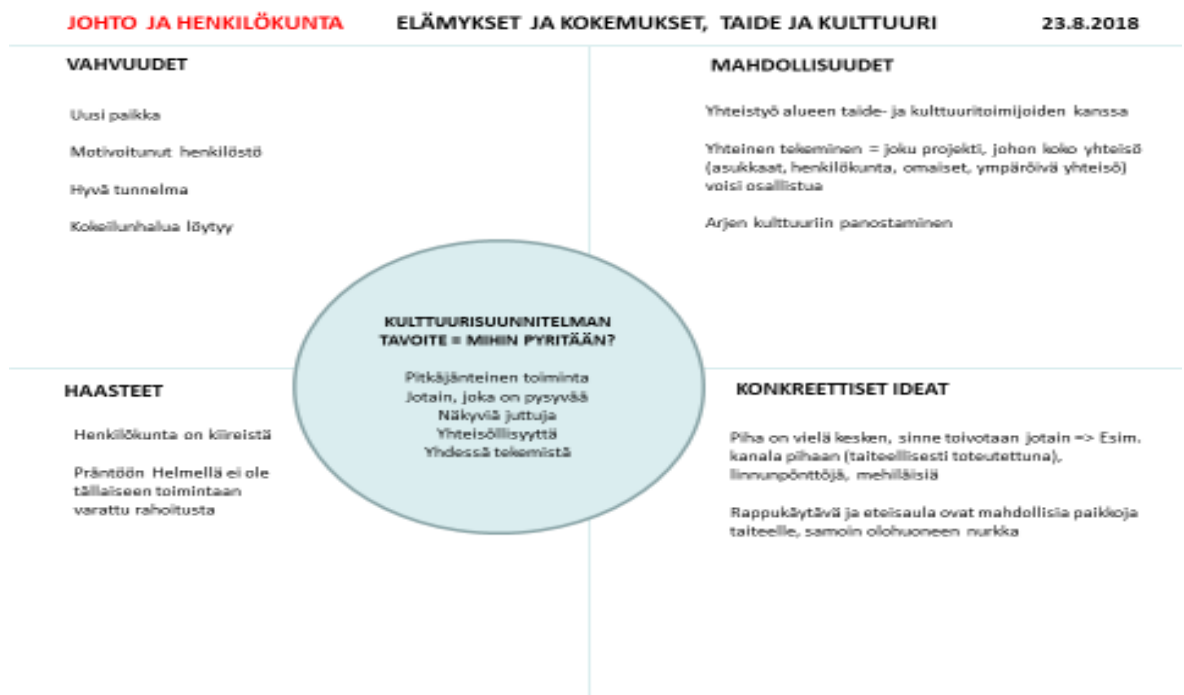 JOHTO JA HENKILÖKUNTA ELÄMYKSET JA KOKEMUKSET, TAIDE JA KULTTUURI 23.8.2018
VAHVUUDET
Uusi paikka
Motivoitunut henkilöstö
Hyvä tunnelma
Kokeilunhalua löytyy
MAHDOLLISUUDET
Yhteistyö alueen taide- ja kulttuuritoimijoiden kanssa
Yhteinen tekeminen = joku projekti, johon koko yhteisö
(asukkaat, henkilökunta, omaiset, ympäröivä yhteisö)
voisi osallistua
Arjen kulttuuriin panostaminen
KULTTUURISUUNNITELMAN
TAVOITE = MIHIN PYRITÄÄN?
Pitkäjänteinen toiminta
Jotain, joka on pysyvää
Näkyviä juttuja
Yhteisöllisyyttä
Yhdessä tekemistä
HAASTEET
Henkilökunta on kiireistä
Präntöön Helmellä ei ole
tällaiseen toimintaan
varattu rahoitusta
KONKREETTISET IDEAT
Piha on vielä kesken, sinne toivotaan jotain => Esim.
kanala pihaan (taiteellisesti toteutettuna),
linnunpönttöjä, mehiläisiä
Rappukäytävä ja eteisaula ovat mahdollisia paikkoja
taiteelle, samoin olohuoneen nurkka